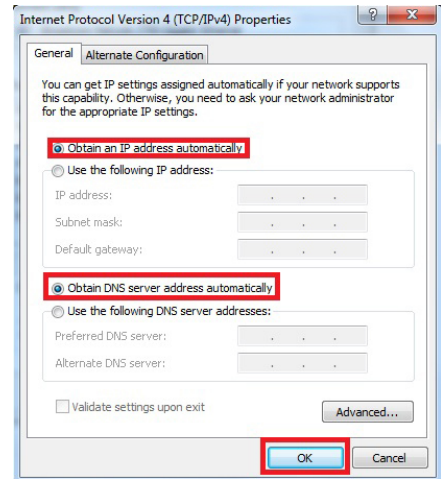 Internet Protocol Version 4 (TCP/IPv4) Properties
General
Alternate Configuration
You can get IP settings assigned automatically if your network supports
this capability. Otherwise, you need to ask your network administrator
for the appropriate IP settings.
Obtain an IP address automatically
Use the following IP address:
IP address:
Subnet mask:
Default gateway:
Obtain DNS server address automatically
Use the following DNS server addresses:
Preferred DNS server:
Alternate DNS server:
Validate settings upon exit
Advanced...
OK
Cancel